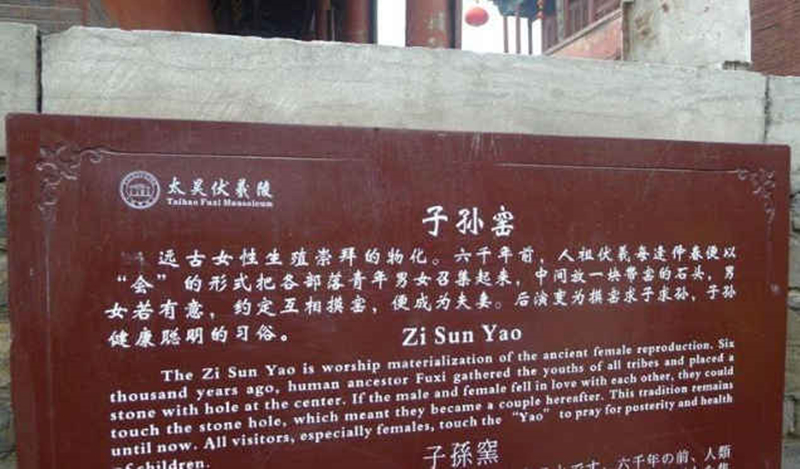 太昊伏羲陵
Taihao Fuxi Mausoleum
子孙窑
远古女性生殖崇拜的物化。六千年前，人祖伏羲每逢仲春便以
“会”的形式把各部落青年男女召集起来，中间放一块带窑的石头，男
女若有意，约定互相摸窑，便成为夫妻。后演变为摸窑求子求孙，子孙
健康聪明的习俗。
Zi Sun Yao
The Zi Sun Yao is worship materialization of the ancient female reproduction. Six
thousand years ago, human ancestor Fuxi gathered the youths of all tribes and placed a
stone with hole at the center. If the male and female fell in love with each other, they could
touch the stone hole, which meant they became a couple hereafter. This tradition remains
until now. All visitors, especially females, touch the “Yao” to pray for posterity and health
of children.
子孫窯
です。六千年の前、人類